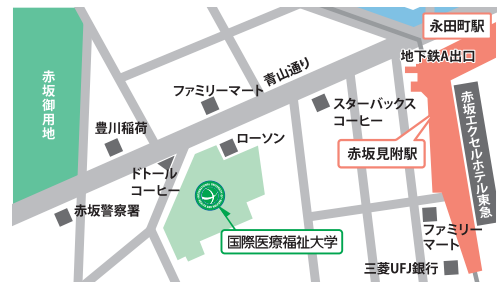 永田町駅
地下鉄A出口
青山通り
ファミリーマート
スターバックス
コーヒー
赤坂御用地
豊川稲荷
ローソン
赤坂見附駅
赤坂エクセルホテル東急
ドトール
コーヒー
赤坂警察署
国際医療福祉大学
ファミリー
マート
三菱UFJ銀行